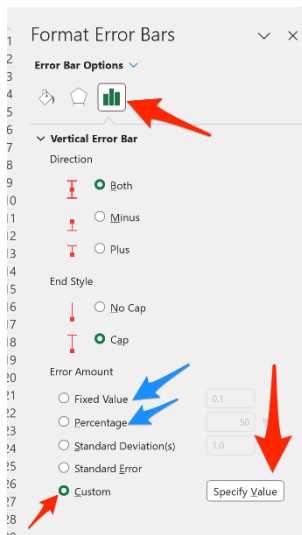 Format Error Bars
Error Bar Options
Vertical Error Bar
Direction
Both
Minus
Plus
End Style
No Cap
Cap
Error Amount
Fixed Value 0.1
Percentage 50 %
Standard Deviation(s) 1.0
Standard Error
Custom Specify Value